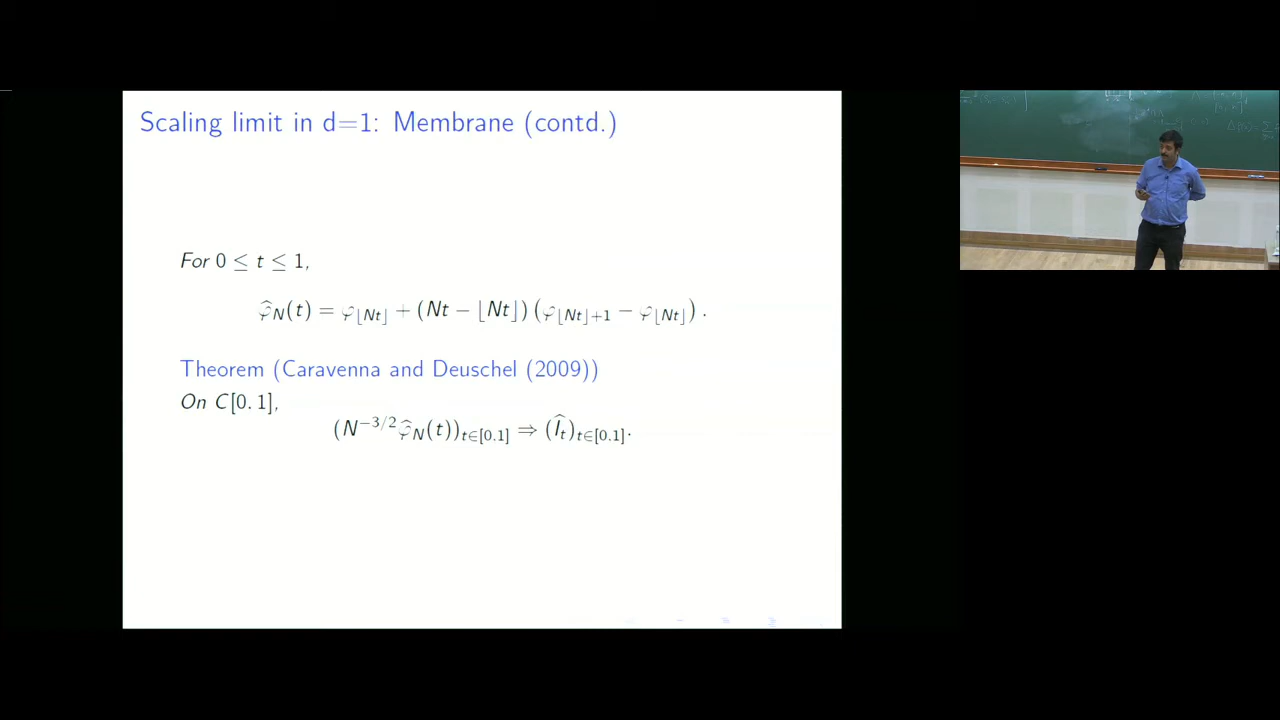 Scaling limit in d=1: Membrane (contd.)
For 0 ≤ t ≤ 1,
φ̂_N(t) = φ_{⌊Nt⌋} + (Nt − ⌊Nt⌋) (φ_{⌊Nt⌋+1} − φ_{⌊Nt⌋}) .
Theorem (Caravenna and Deuschel (2009))
On C[0, 1],
(N^{−3/2} φ̂_N(t))_{t∈[0,1]} ⇒ (Î_t)_{t∈[0,1]}.